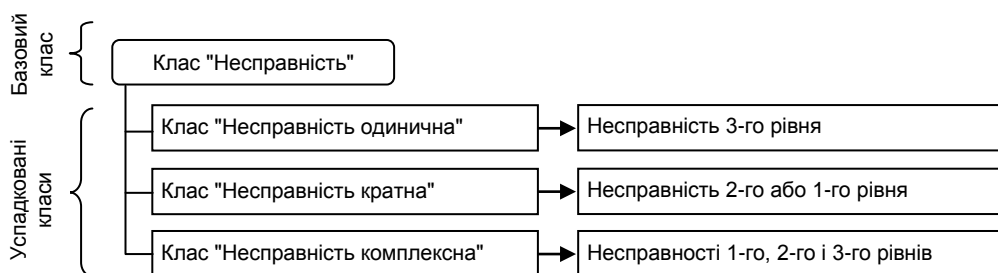 Базовий
клас
Клас "Несправність"
Успадковані
класи
Клас "Несправність одинична"
Несправність 3-го рівня
Клас "Несправність кратна"
Несправність 2-го або 1-го рівня
Клас "Несправність комплексна"
Несправності 1-го, 2-го і 3-го рівнів